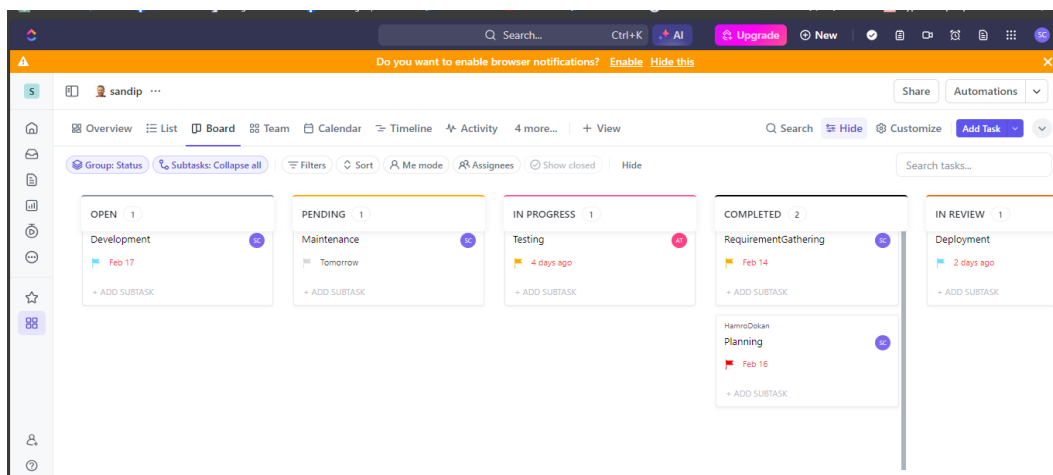 Search... Ctrl+K AI Upgrade New SC
Do you want to enable browser notifications? Enable Hide this
S sandip ... Share Automations
Overview List Board Team Calendar Timeline Activity 4 more... + View Search Hide Customize Add Task
Group: Status Subtasks: Collapse all Filters Sort Me mode Assignees Show closed Hide Search tasks...
OPEN 1
Development SC
Feb 17
+ ADD SUBTASK
PENDING 1
Maintenance SC
Tomorrow
+ ADD SUBTASK
IN PROGRESS 1
Testing AT
4 days ago
+ ADD SUBTASK
COMPLETED 2
RequirementGathering SC
Feb 14
+ ADD SUBTASK
HamroDokan
Planning SC
Feb 16
+ ADD SUBTASK
IN REVIEW 1
Deployment
2 days ago
+ ADD SUBTASK